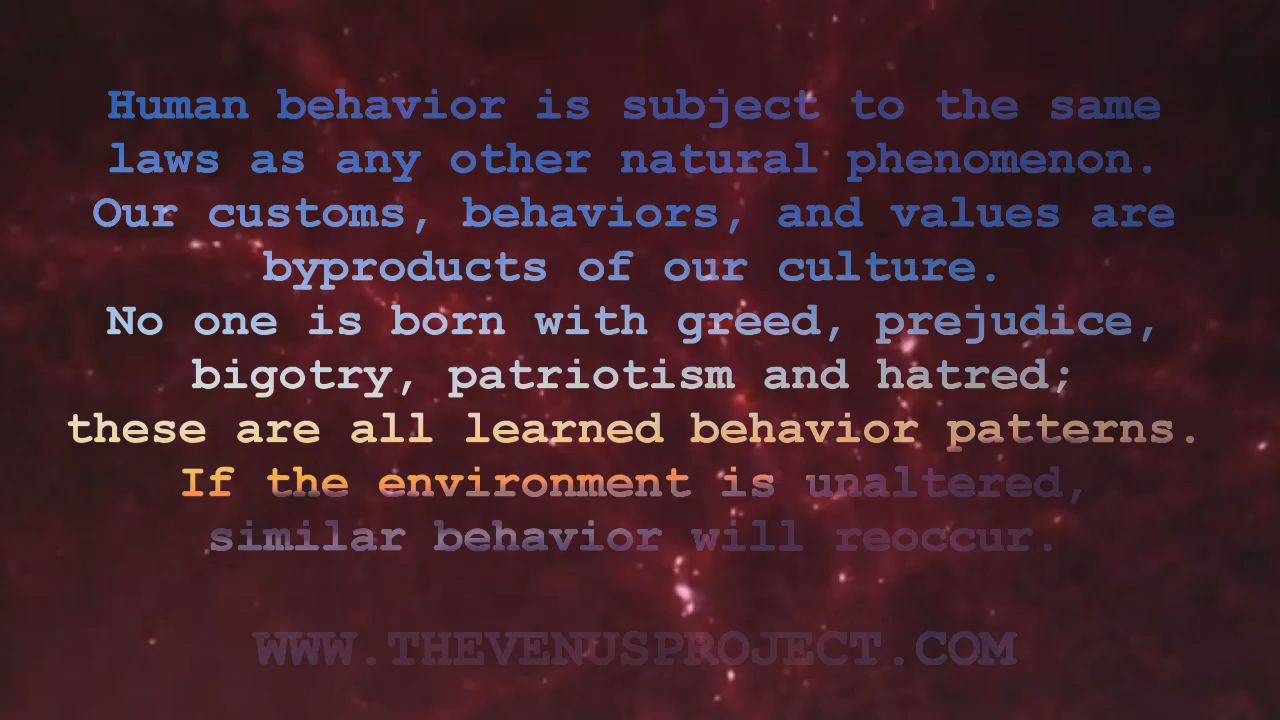 Human behavior is subject to the same
laws as any other natural phenomenon.
Our customs, behaviors, and values are
byproducts of our culture.
No one is born with greed, prejudice,
bigotry, patriotism and hatred;
these are all learned behavior patterns.
If the environment is unaltered,
similar behavior will reoccur.
WWW.THEVENUSPROJECT.COM